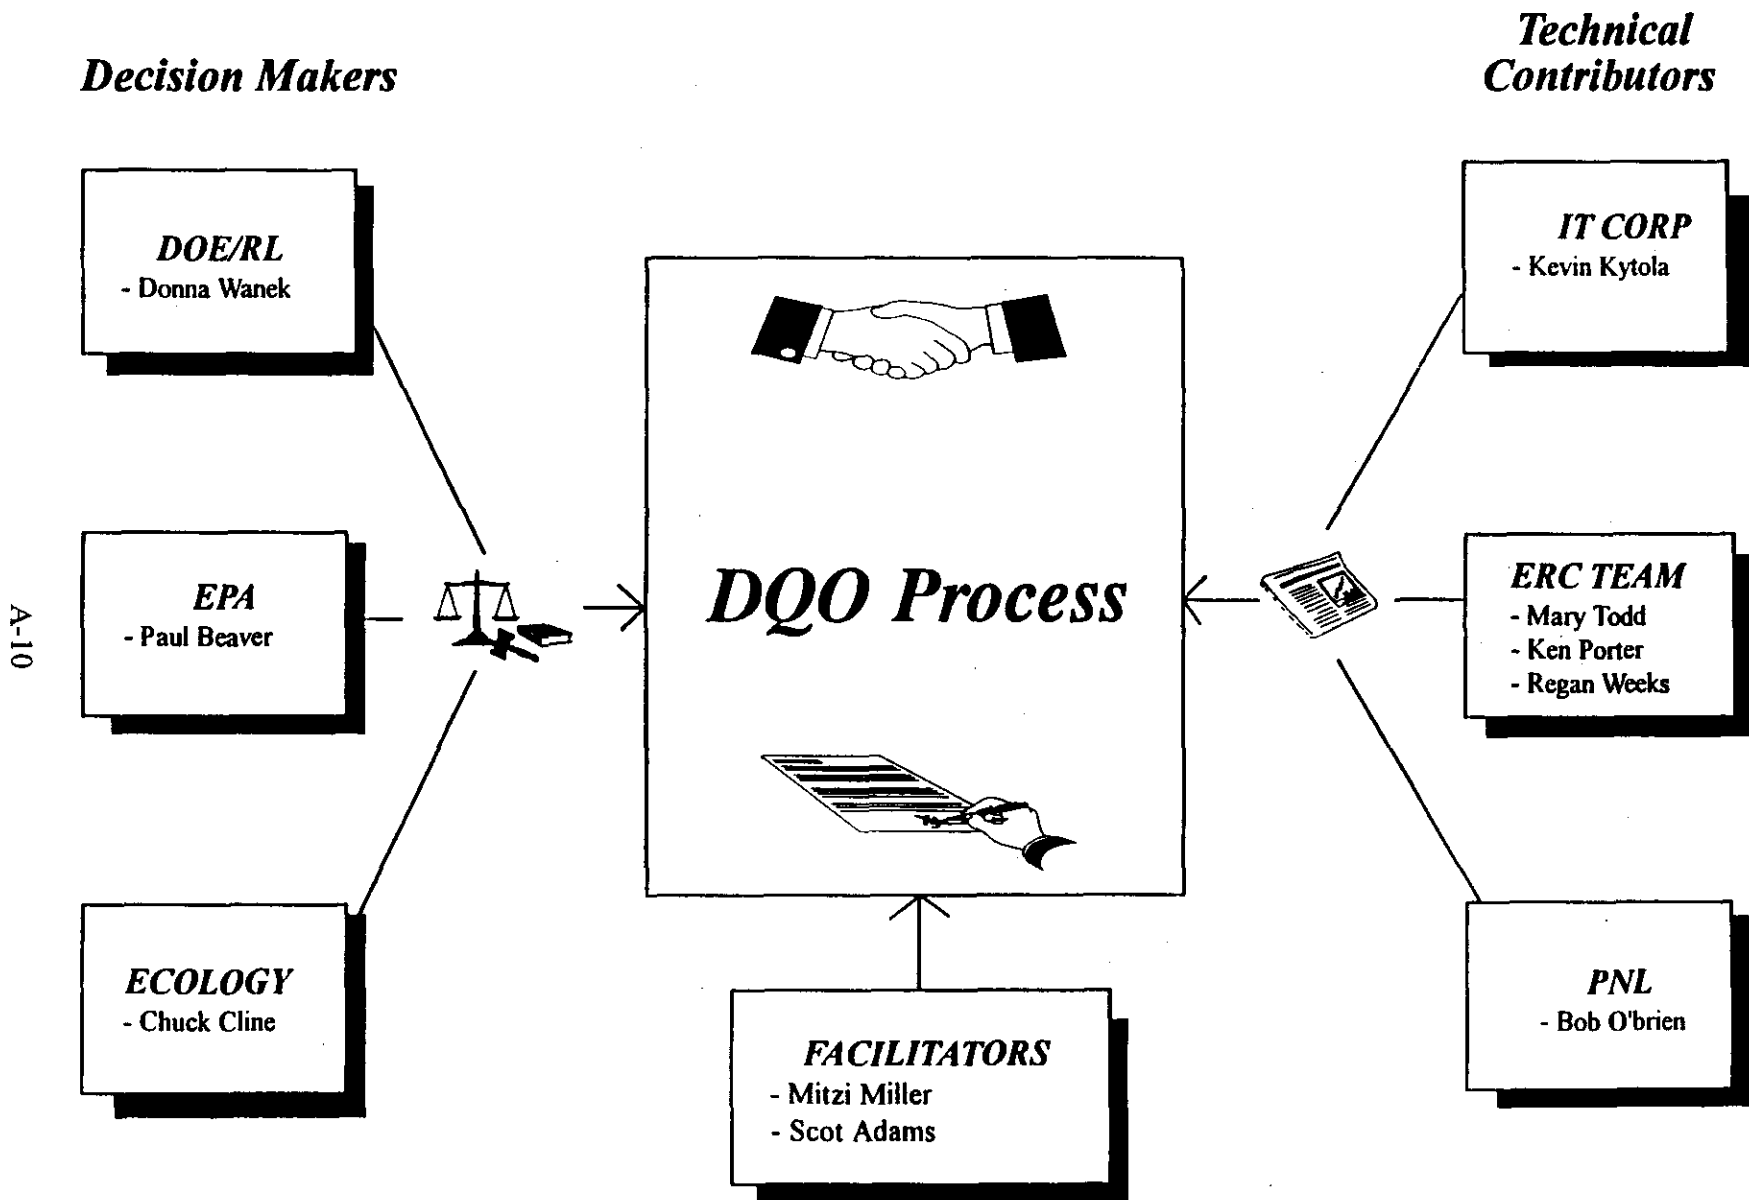 Decision Makers
Technical
Contributors
DOE/RL
- Donna Wanek
EPA
- Paul Beaver
ECOLOGY
- Chuck Cline
DQO Process
FACILITATORS
- Mitzi Miller
- Scot Adams
IT CORP
- Kevin Kytola
ERC TEAM
- Mary Todd
- Ken Porter
- Regan Weeks
PNL
- Bob O'brien
A-10